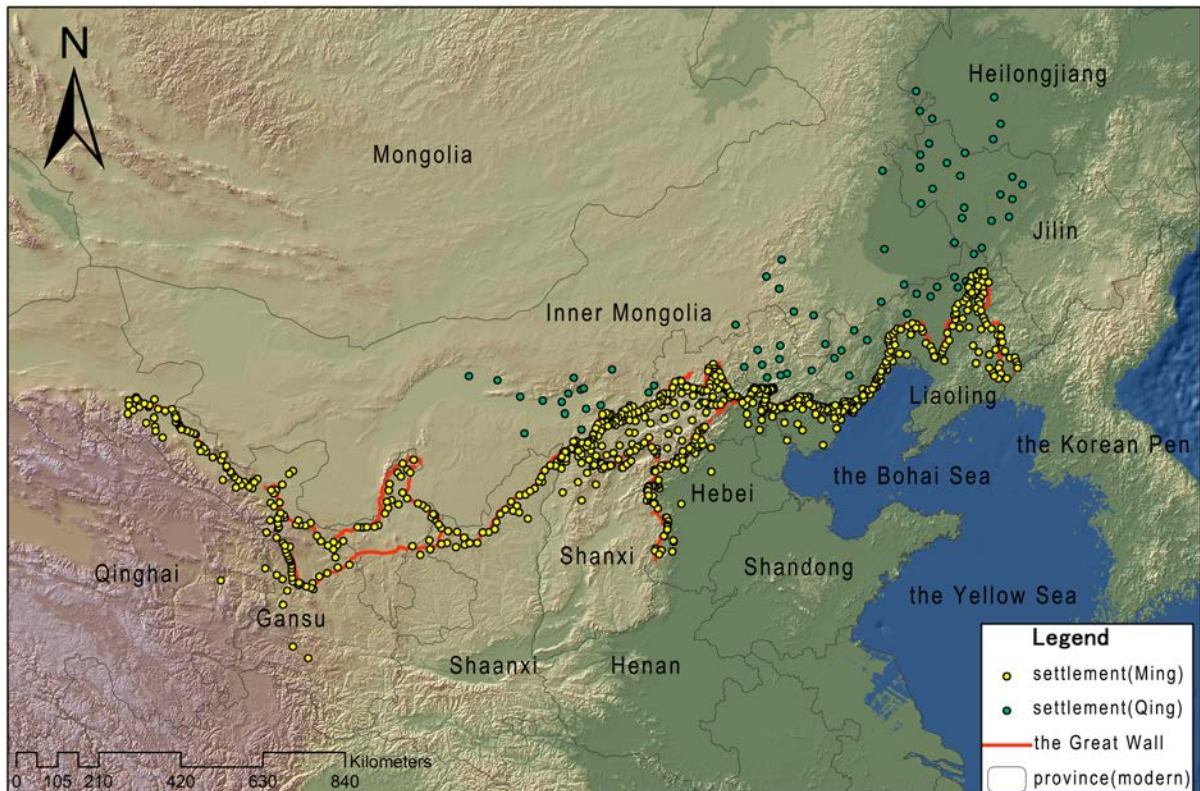 N
Heilongjiang
Mongolia
Jilin
Inner Mongolia
Liaoling
the Korean Pen
the Bohai Sea
Hebei
Shanxi
Shandong
Qinghai
the Yellow Sea
Gansu
Shaanxi
Henan
Legend
settlement(Ming)
settlement(Qing)
the Great Wall
province(modern)
Kilometers
0 105 210 420 630 840